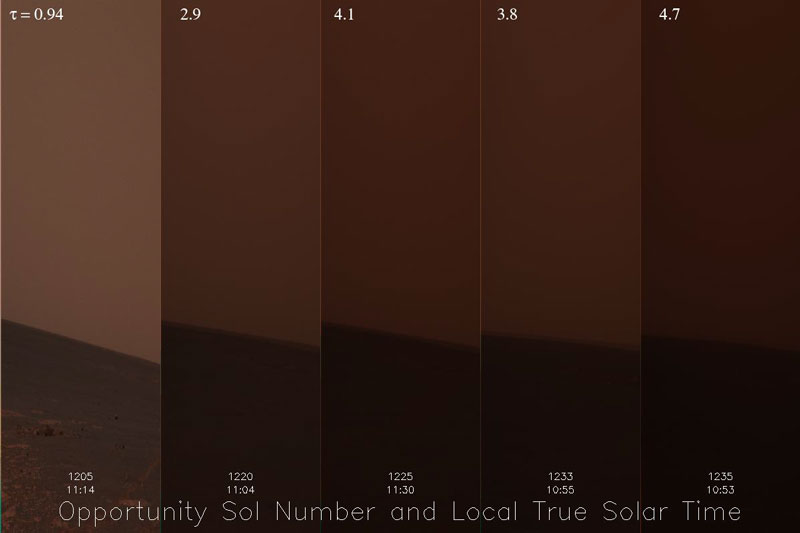 τ = 0.94 2.9 4.1 3.8 4.7
1205 1220 1225 1233 1235
11:14 11:04 11:30 10:55 10:53
Opportunity Sol Number and Local True Solar Time